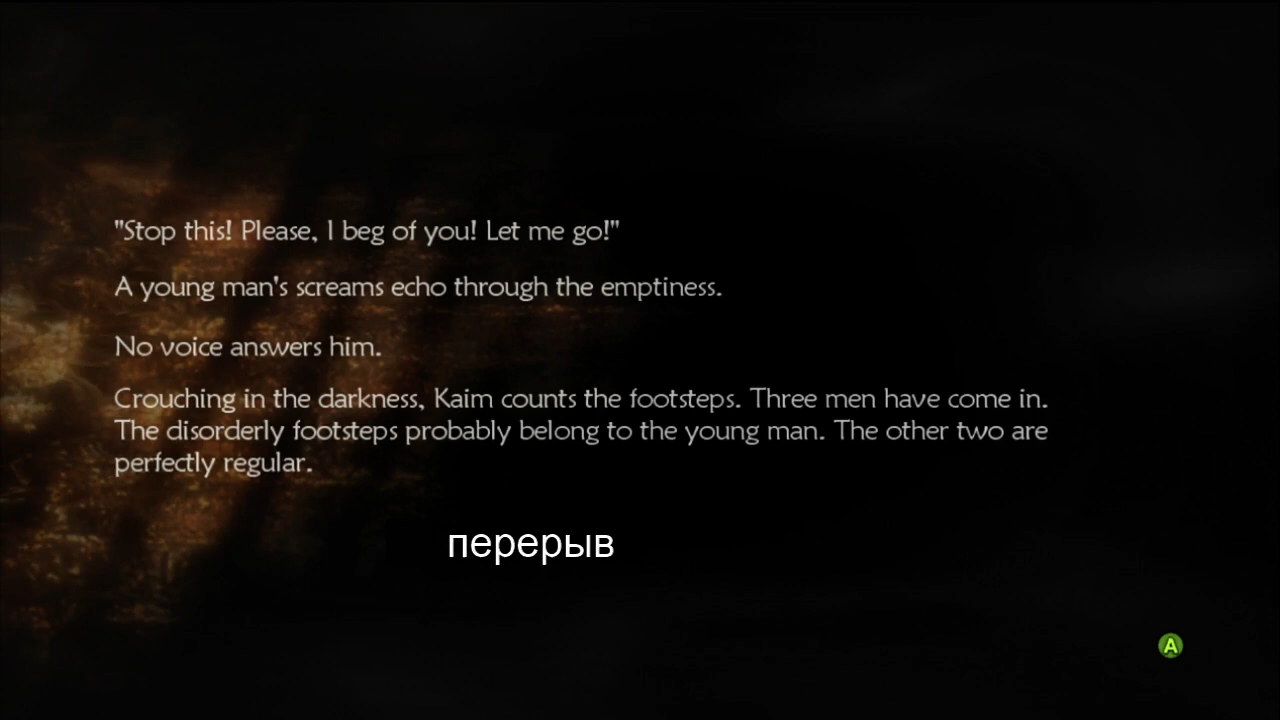 "Stop this! Please, I beg of you! Let me go!"
A young man's screams echo through the emptiness.
No voice answers him.
Crouching in the darkness, Kaim counts the footsteps. Three men have come in.
The disorderly footsteps probably belong to the young man. The other two are
perfectly regular.
перерыв
A